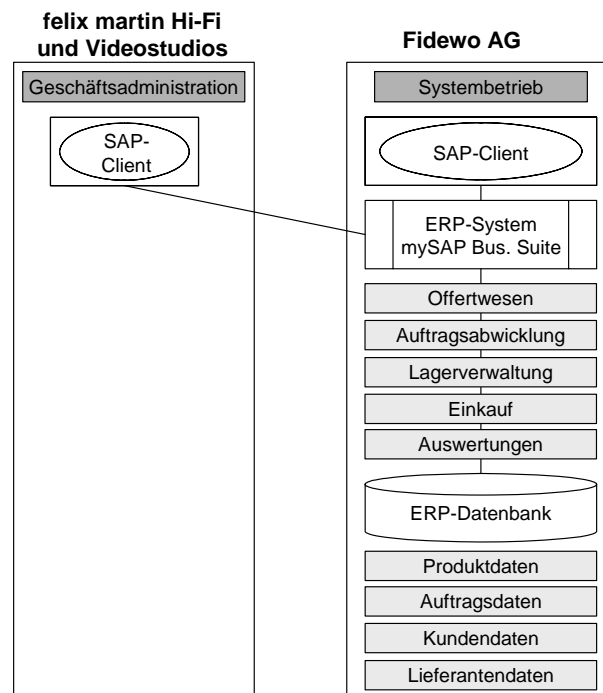 felix martin Hi-Fi
und Videostudios
Geschäftsadministration
SAP-
Client
Fidewo AG
Systembetrieb
SAP-Client
ERP-System
mySAP Bus. Suite
Offertwesen
Auftragsabwicklung
Lagerverwaltung
Einkauf
Auswertungen
ERP-Datenbank
Produktdaten
Auftragsdaten
Kundendaten
Lieferantendaten